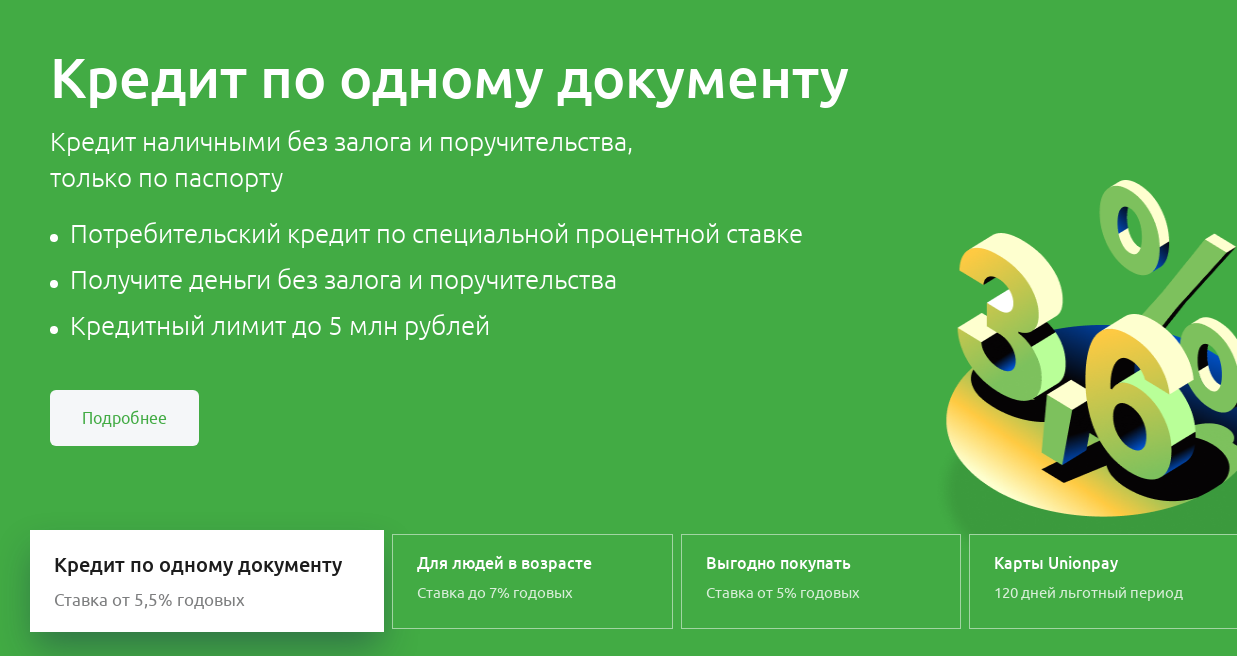 Кредит по одному документу
Кредит наличными без залога и поручительства,
только по паспорту
Потребительский кредит по специальной процентной ставке
Получите деньги без залога и поручительства
Кредитный лимит до 5 млн рублей
3,6%
Подробнее
Кредит по одному документу
Ставка от 5,5% годовых
Для людей в возрасте
Ставка до 7% годовых
Выгодно покупать
Ставка от 5% годовых
Карты Unionpay
120 дней льготный период